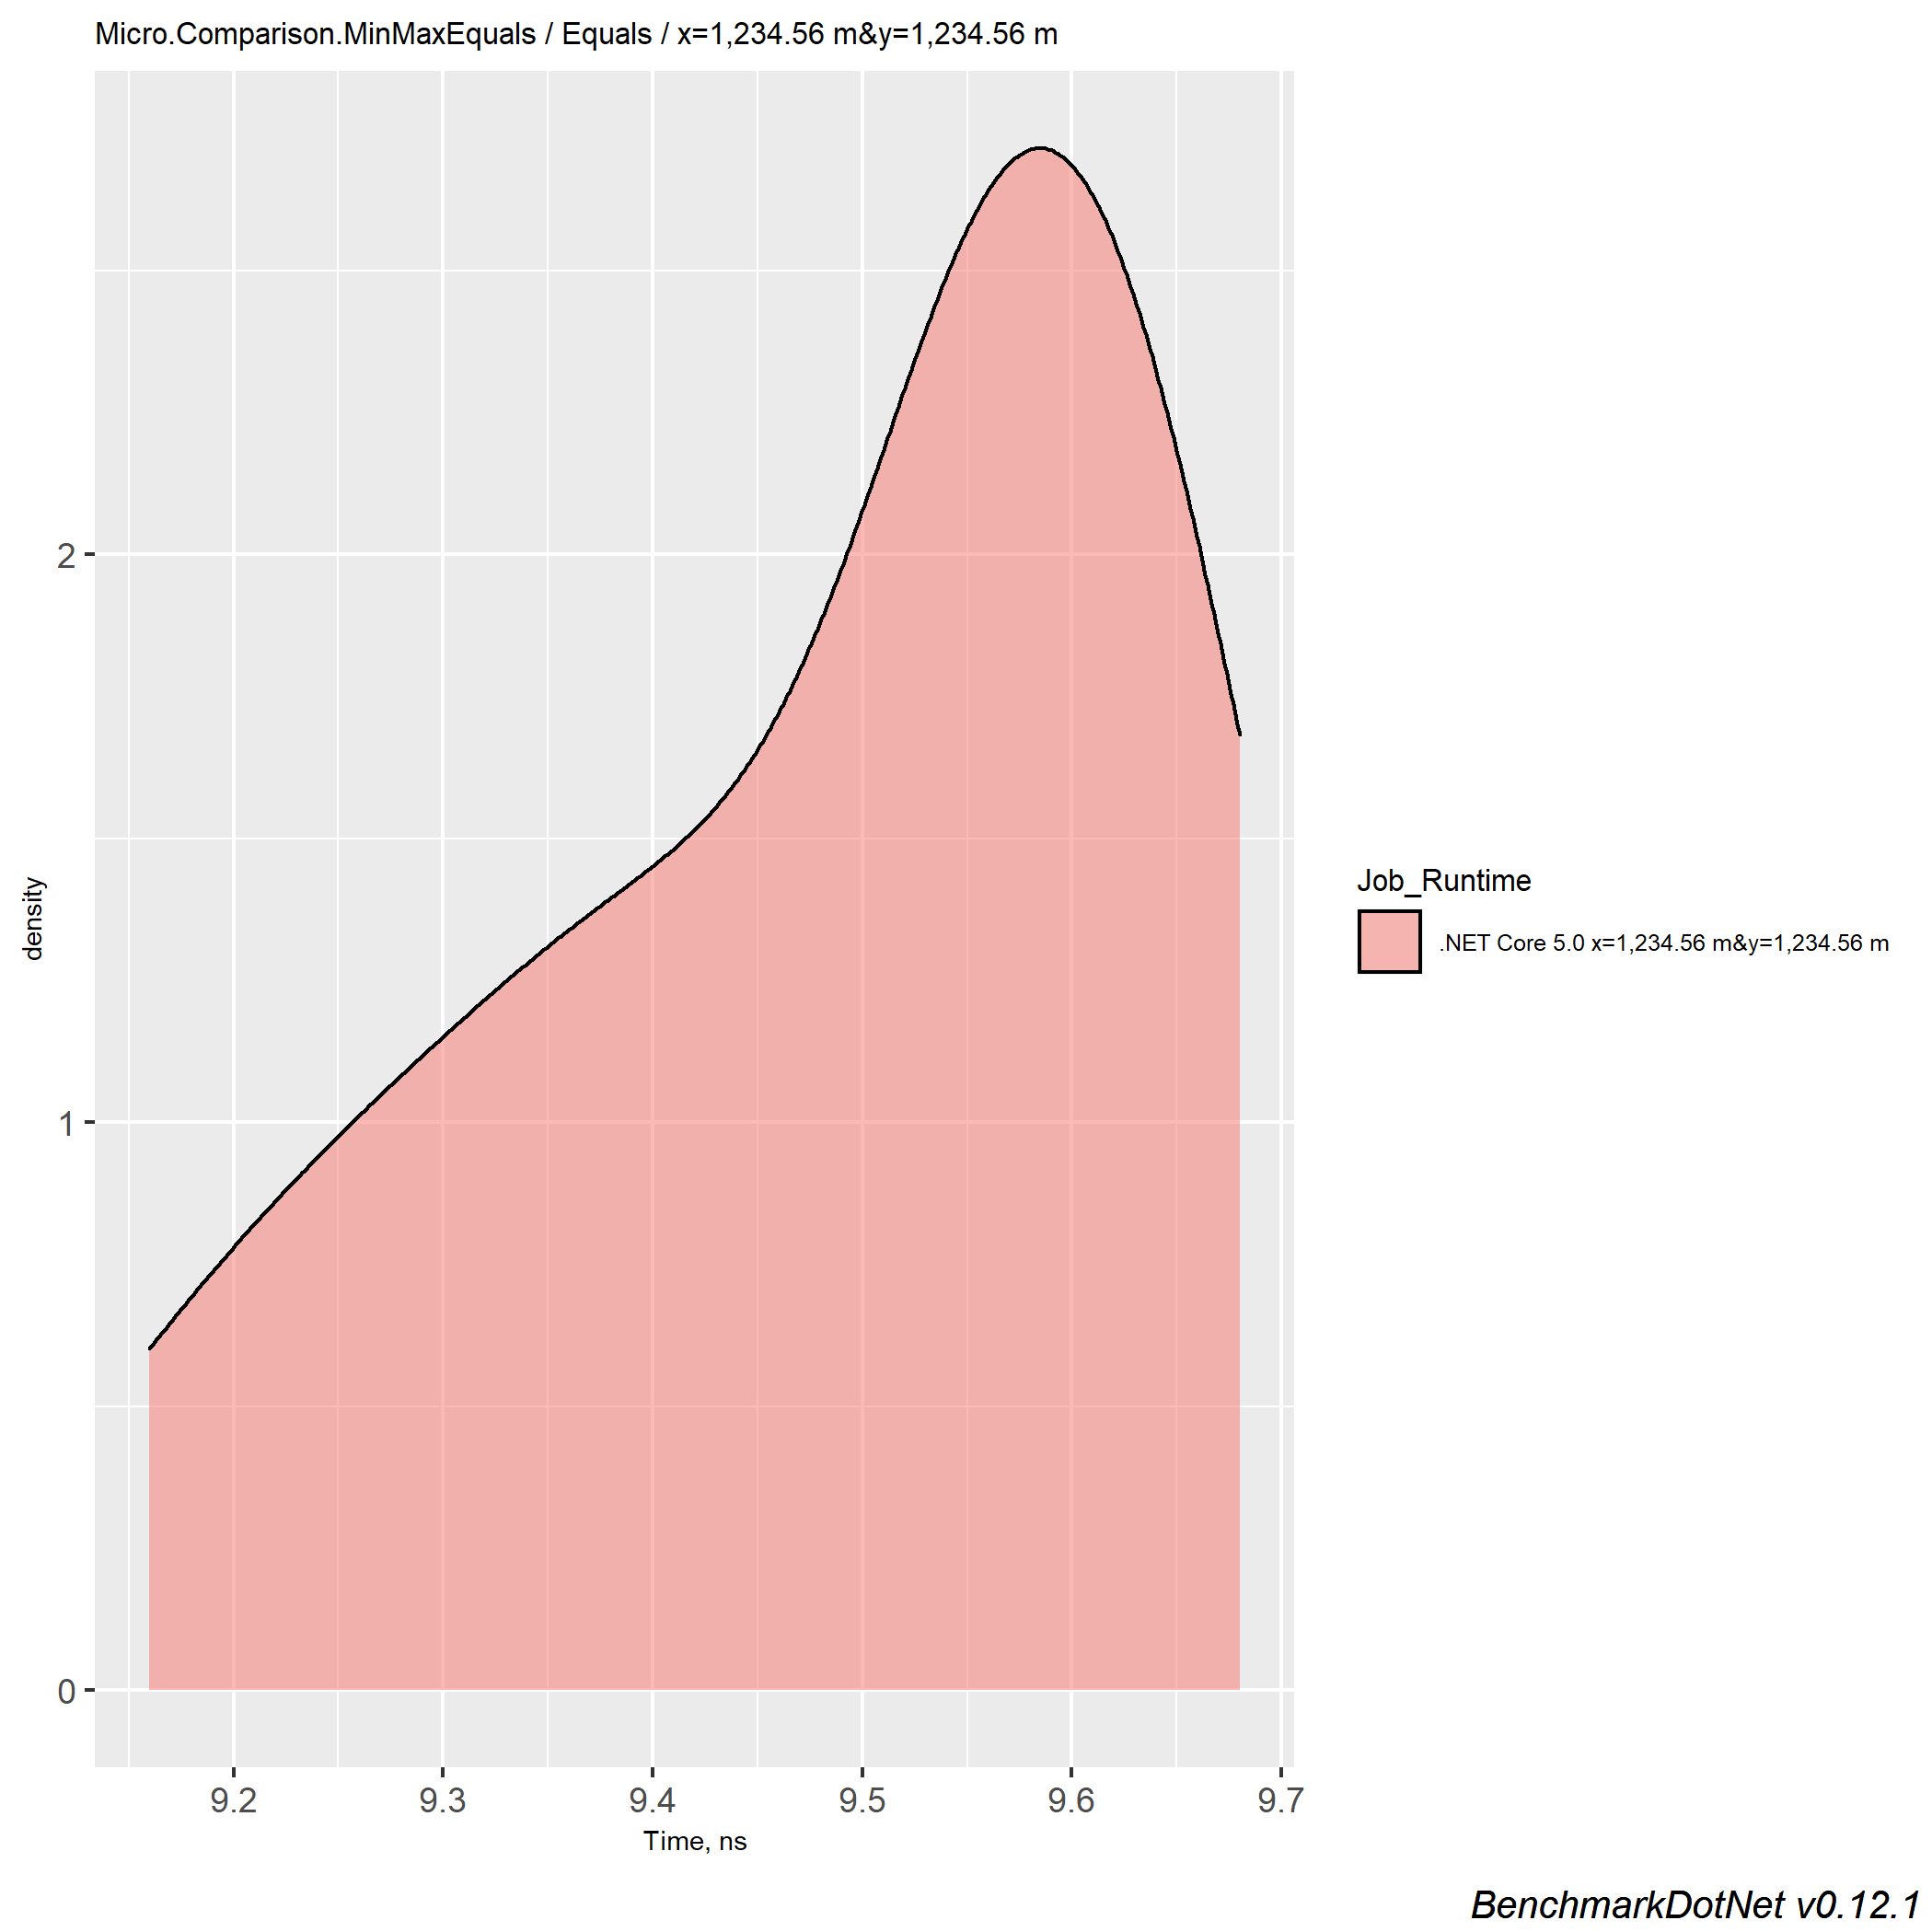 Micro.Comparison.MinMaxEquals / Equals / x=1,234.56 m&y=1,234.56 m
density
2
1
0
9.2 9.3 9.4 9.5 9.6 9.7
Time, ns
Job_Runtime
.NET Core 5.0 x=1,234.56 m&y=1,234.56 m
BenchmarkDotNet v0.12.1